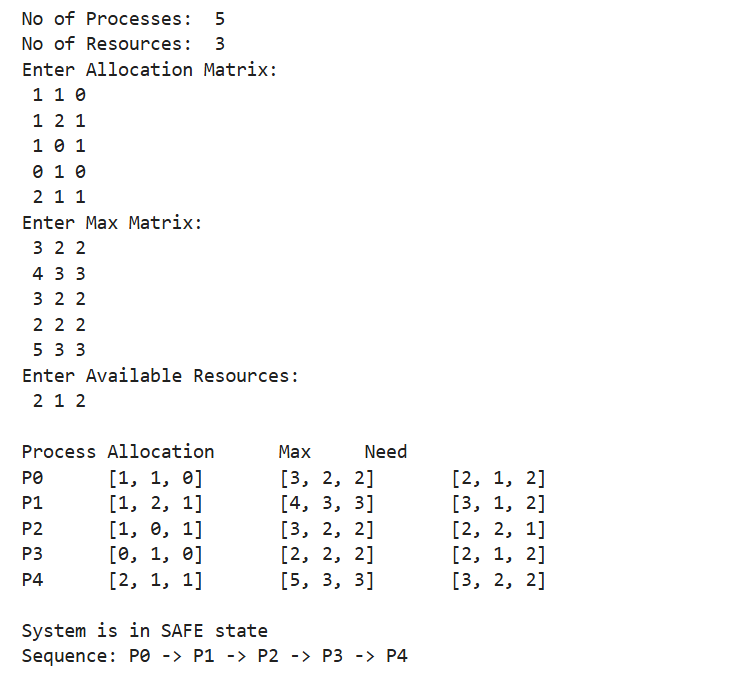 No of Processes:  5
No of Resources:  3
Enter Allocation Matrix:
1 1 0
1 2 1
1 0 1
0 1 0
2 1 1
Enter Max Matrix:
3 2 2
4 3 3
3 2 2
2 2 2
5 3 3
Enter Available Resources:
2 1 2
Process Allocation      Max     Need
P0      [1, 1, 0]       [3, 2, 2]       [2, 1, 2]
P1      [1, 2, 1]       [4, 3, 3]       [3, 1, 2]
P2      [1, 0, 1]       [3, 2, 2]       [2, 2, 1]
P3      [0, 1, 0]       [2, 2, 2]       [2, 1, 2]
P4      [2, 1, 1]       [5, 3, 3]       [3, 2, 2]
System is in SAFE state
Sequence: P0 -> P1 -> P2 -> P3 -> P4